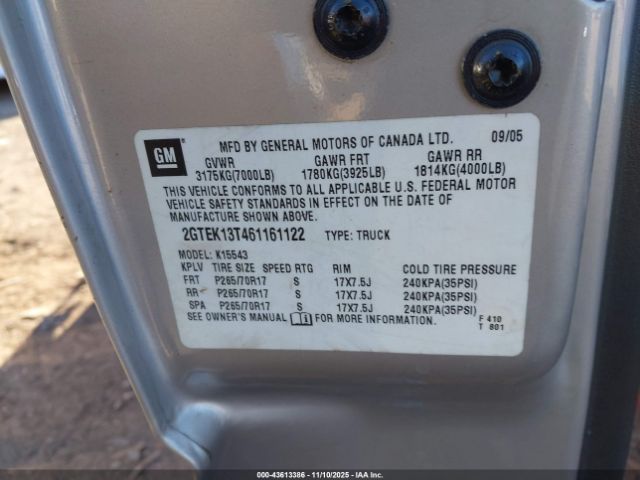 GM
MFD BY GENERAL MOTORS OF CANADA LTD. 09/05
GVWR GAWR FRT GAWR RR
3175KG(7000LB) 1780KG(3925LB) 1814KG(4000LB)
THIS VEHICLE CONFORMS TO ALL APPLICABLE U.S. FEDERAL MOTOR
VEHICLE SAFETY STANDARDS IN EFFECT ON THE DATE OF
MANUFACTURE SHOWN ABOVE.
2GTEK13T461161122 TYPE: TRUCK
MODEL: K15543
KPLV TIRE SIZE SPEED RTG RIM COLD TIRE PRESSURE
FRT P265/70R17 S 17X7.5J 240KPA(35PSI)
RR P265/70R17 S 17X7.5J 240KPA(35PSI)
SPA P265/70R17 S 17X7.5J 240KPA(35PSI)
SEE OWNER'S MANUAL FOR MORE INFORMATION.
F 410
T 801
000-43613386 - 11/10/2025 - IAAI.COM